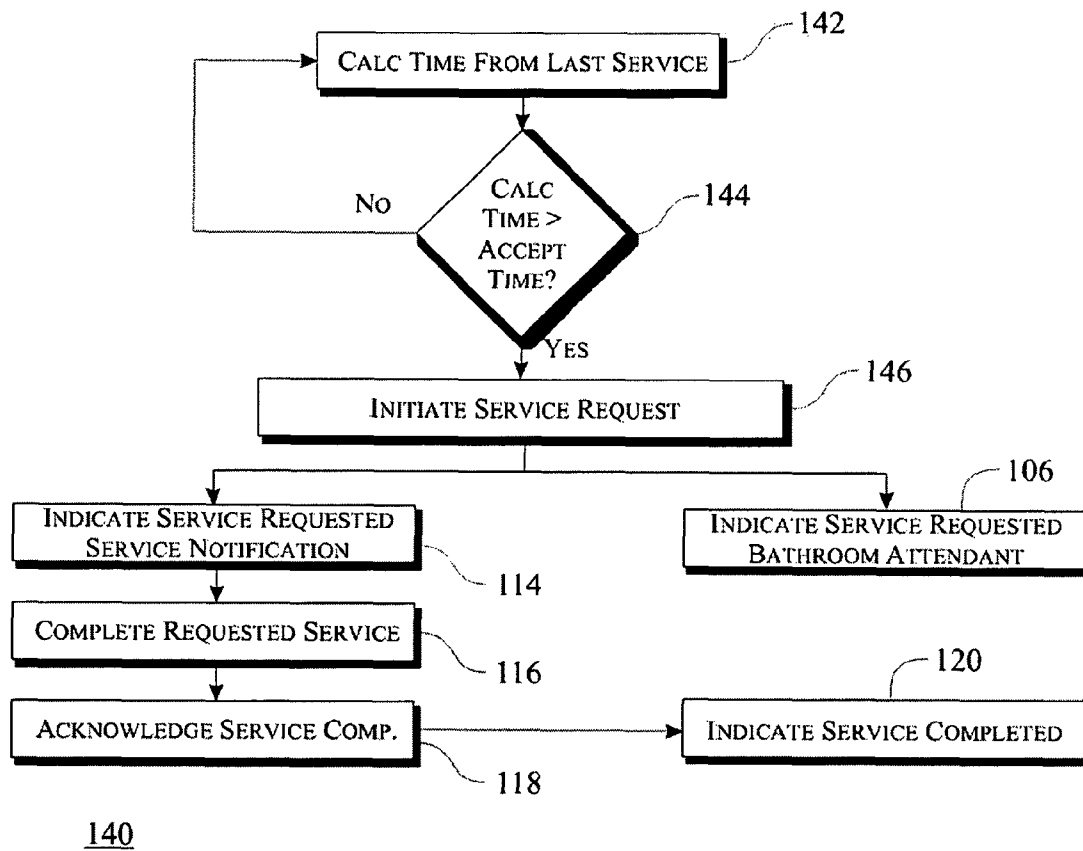 142
CALC TIME FROM LAST SERVICE
NO
CALC
TIME >
ACCEPT
TIME?
144
YES
146
INITIATE SERVICE REQUEST
106
INDICATE SERVICE REQUESTED
SERVICE NOTIFICATION
INDICATE SERVICE REQUESTED
BATHROOM ATTENDANT
114
COMPLETE REQUESTED SERVICE
116
120
ACKNOWLEDGE SERVICE COMP.
INDICATE SERVICE COMPLETED
118
140